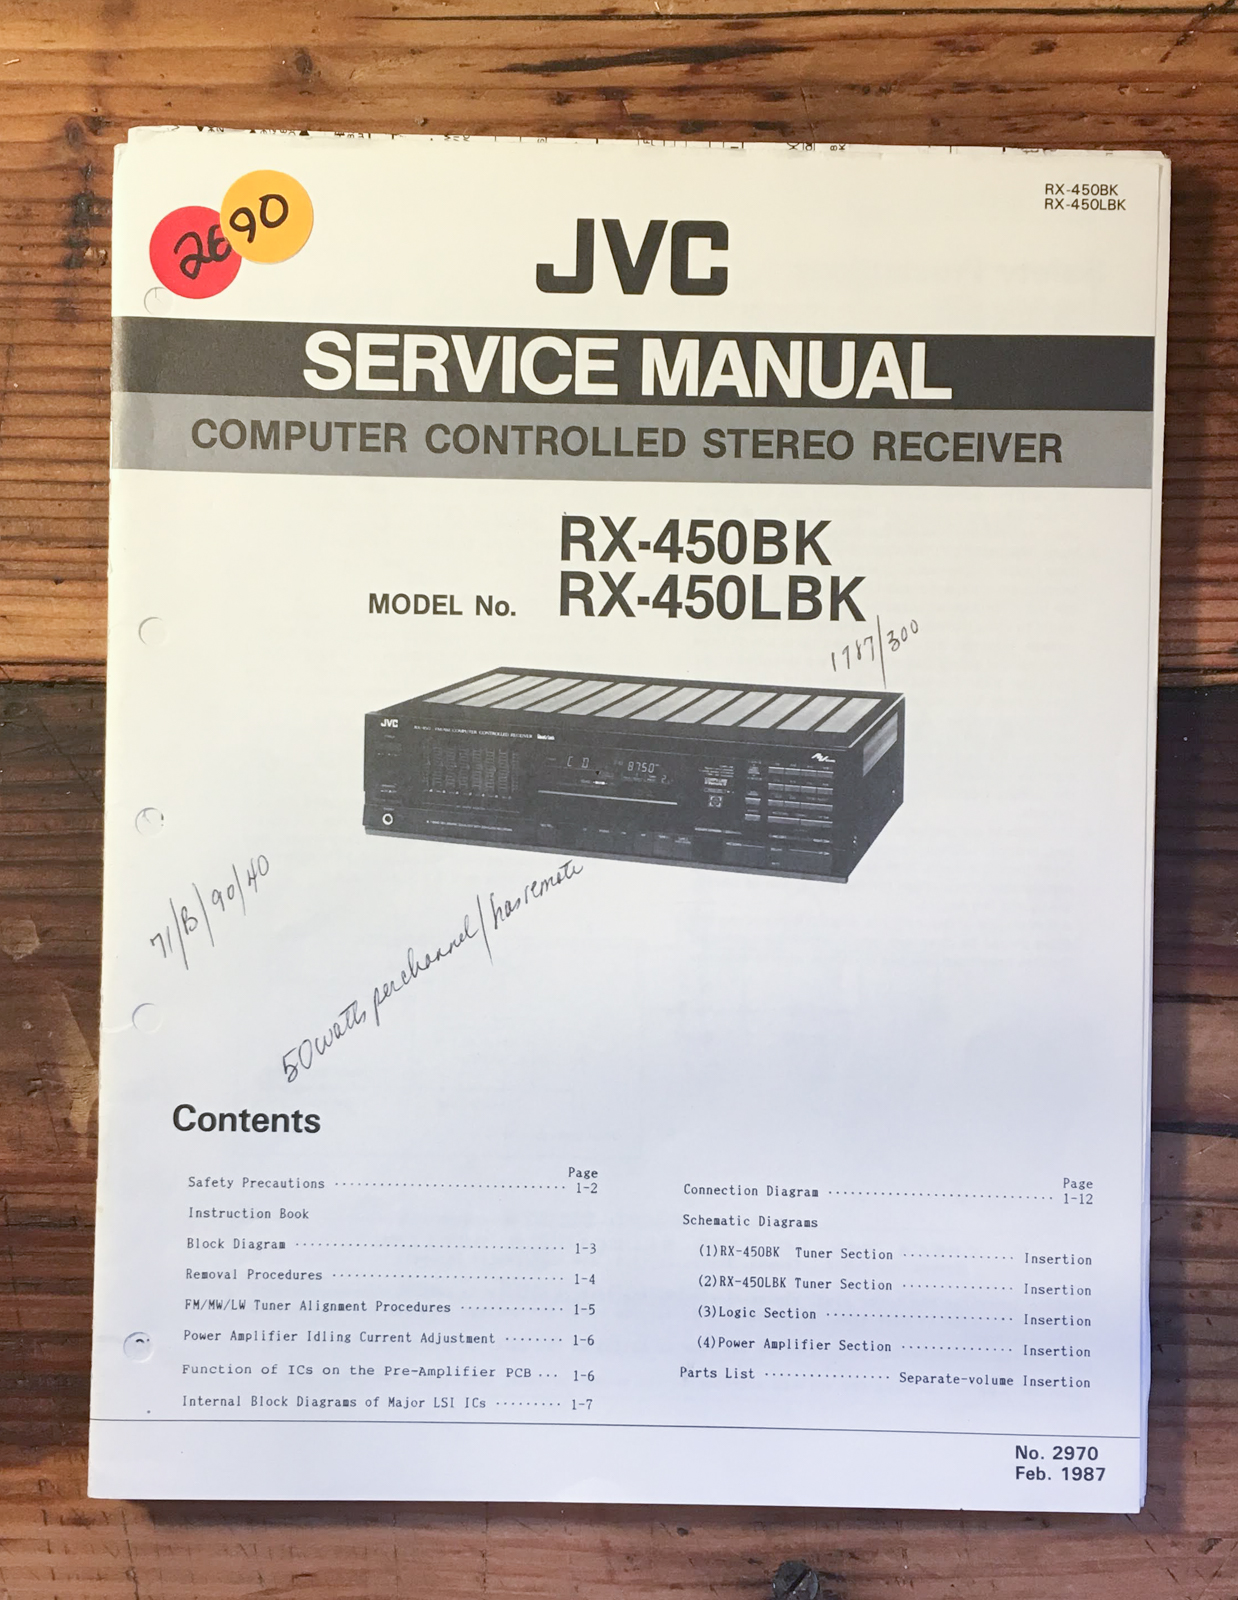 RX-450BK
RX-450LBK
26
90
JVC
SERVICE MANUAL
COMPUTER CONTROLLED STEREO RECEIVER
RX-450BK
MODEL No. RX-450LBK
1987/300
JVC
CD 8750
71/B/90/40
50 watts per channel/has remote
Contents
Page
Safety Precautions ································ 1-2
Instruction Book
Block Diagram ····································· 1-3
Removal Procedures ································ 1-4
FM/MW/LW Tuner Alignment Procedures ·············· 1-5
Power Amplifier Idling Current Adjustment ········ 1-6
Function of ICs on the Pre-Amplifier PCB ··· 1-6
Internal Block Diagrams of Major LSI ICs ········· 1-7
Page
Connection Diagram ······························· 1-12
Schematic Diagrams
(1)RX-450BK Tuner Section ··············· Insertion
(2)RX-450LBK Tuner Section ··············· Insertion
(3)Logic Section ························· Insertion
(4)Power Amplifier Section ··············· Insertion
Parts List ················· Separate-volume Insertion
No. 2970
Feb. 1987